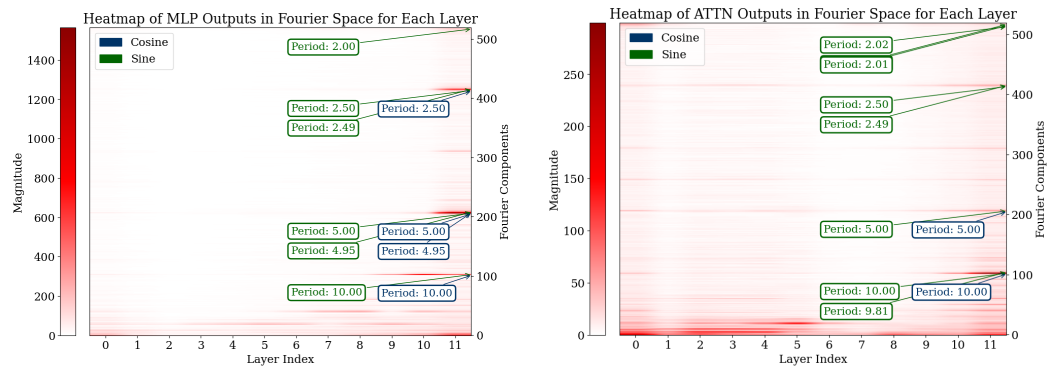 Heatmap of MLP Outputs in Fourier Space for Each Layer
Cosine
Sine
Period: 2.00
Period: 2.50
Period: 2.50
Period: 2.49
Period: 5.00
Period: 5.00
Period: 4.95
Period: 4.95
Period: 10.00
Period: 10.00
1400
1200
1000
800
600
400
200
0
Magnitude
500
400
300
200
100
0
Fourier Components
0 1 2 3 4 5 6 7 8 9 10 11
Layer Index
Heatmap of ATTN Outputs in Fourier Space for Each Layer
Cosine
Sine
Period: 2.02
Period: 2.01
Period: 2.50
Period: 2.49
Period: 5.00
Period: 5.00
Period: 10.00
Period: 10.00
Period: 9.81
250
200
150
100
50
0
Magnitude
500
400
300
200
100
0
Fourier Components
0 1 2 3 4 5 6 7 8 9 10 11
Layer Index